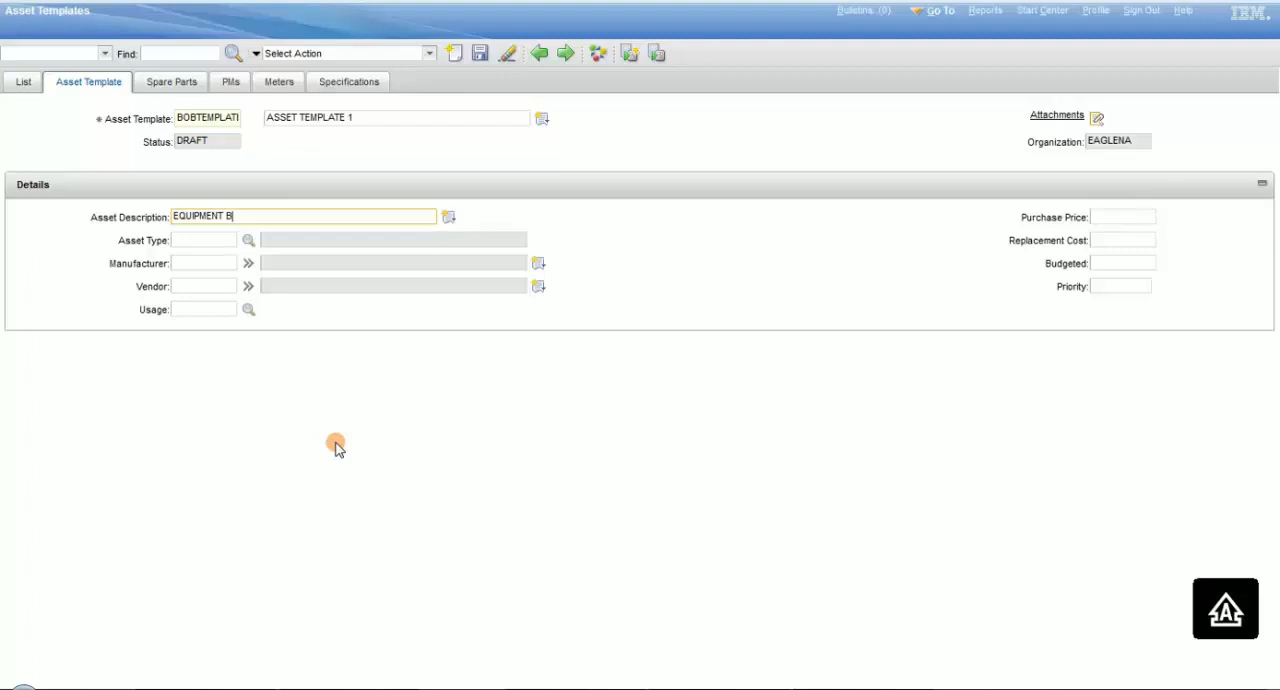 Asset Templates Bulletins (0) Go To Reports Start Center Profile Sign Out Help IBM.
Find: Select Action
List Asset Template Spare Parts PMs Meters Specifications
* Asset Template: BOBTEMPLATI ASSET TEMPLATE 1 Attachments
Status: DRAFT Organization: EAGLENA
Details
Asset Description: EQUIPMENT B Purchase Price:
Asset Type: Replacement Cost:
Manufacturer: Budgeted:
Vendor: Priority:
Usage:
A